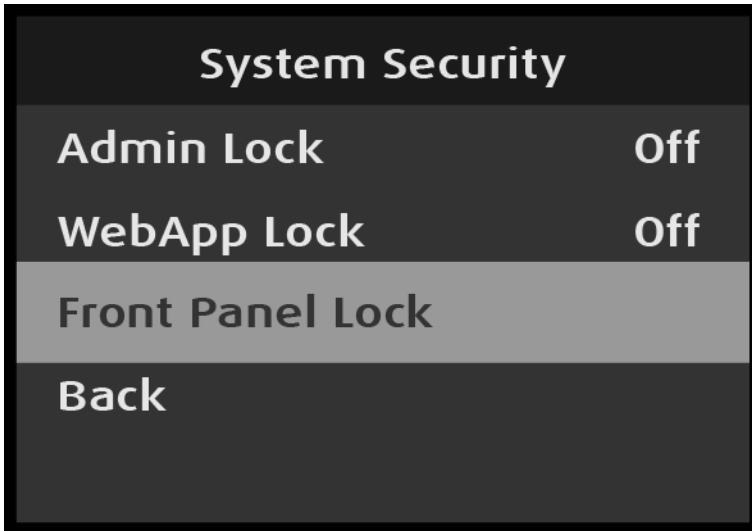 System Security
Admin Lock Off
WebApp Lock Off
Front Panel Lock
Back